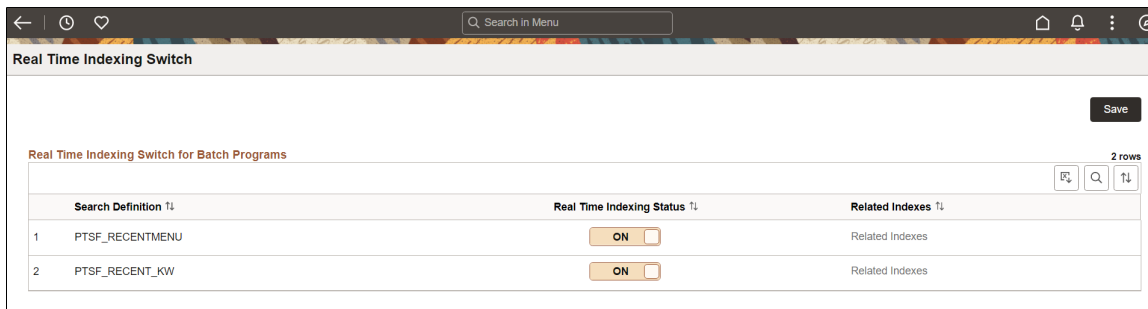 Search in Menu
Real Time Indexing Switch
Save
Real Time Indexing Switch for Batch Programs
2 rows
Search Definition Real Time Indexing Status Related Indexes
1 PTSF_RECENTMENU ON Related Indexes
2 PTSF_RECENT_KW ON Related Indexes